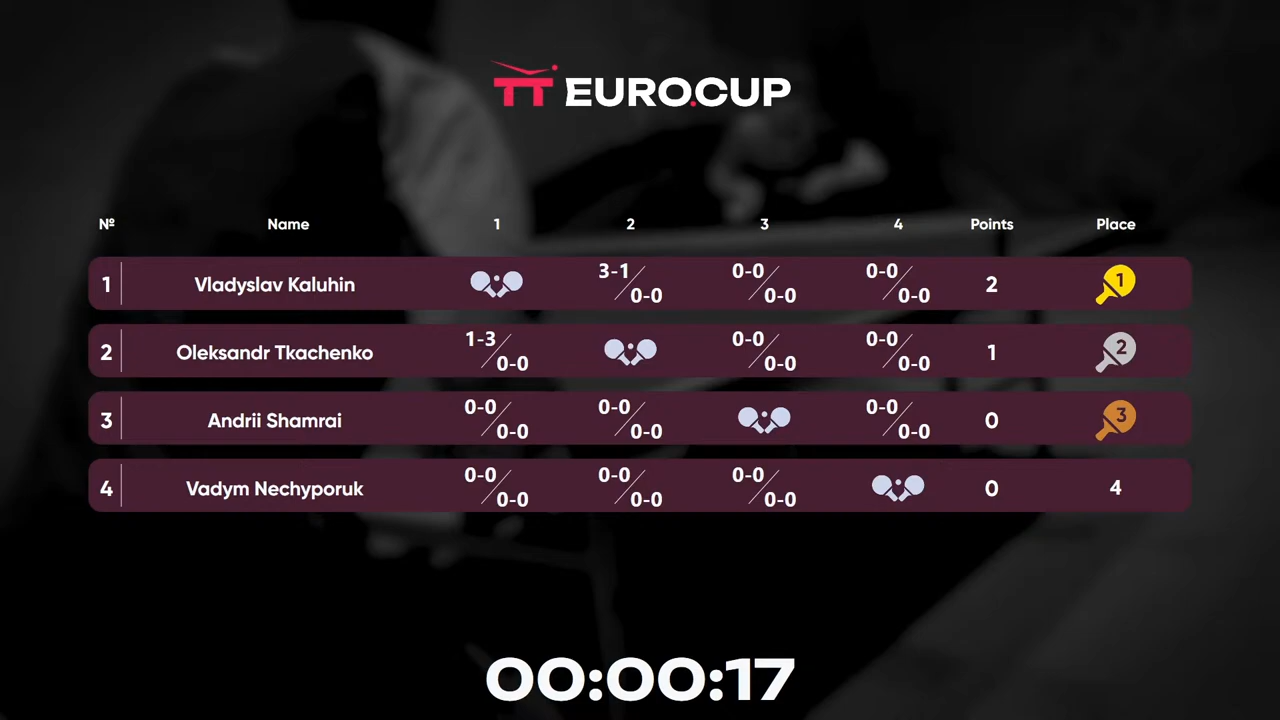 TT EURO.CUP
№ Name 1 2 3 4 Points Place
1 Vladyslav Kaluhin 3-1/0-0 0-0/0-0 0-0/0-0 2 1
2 Oleksandr Tkachenko 1-3/0-0 0-0/0-0 0-0/0-0 1 2
3 Andrii Shamrai 0-0/0-0 0-0/0-0 0-0/0-0 0 3
4 Vadym Nechyporuk 0-0/0-0 0-0/0-0 0-0/0-0 0 4
00:00:17